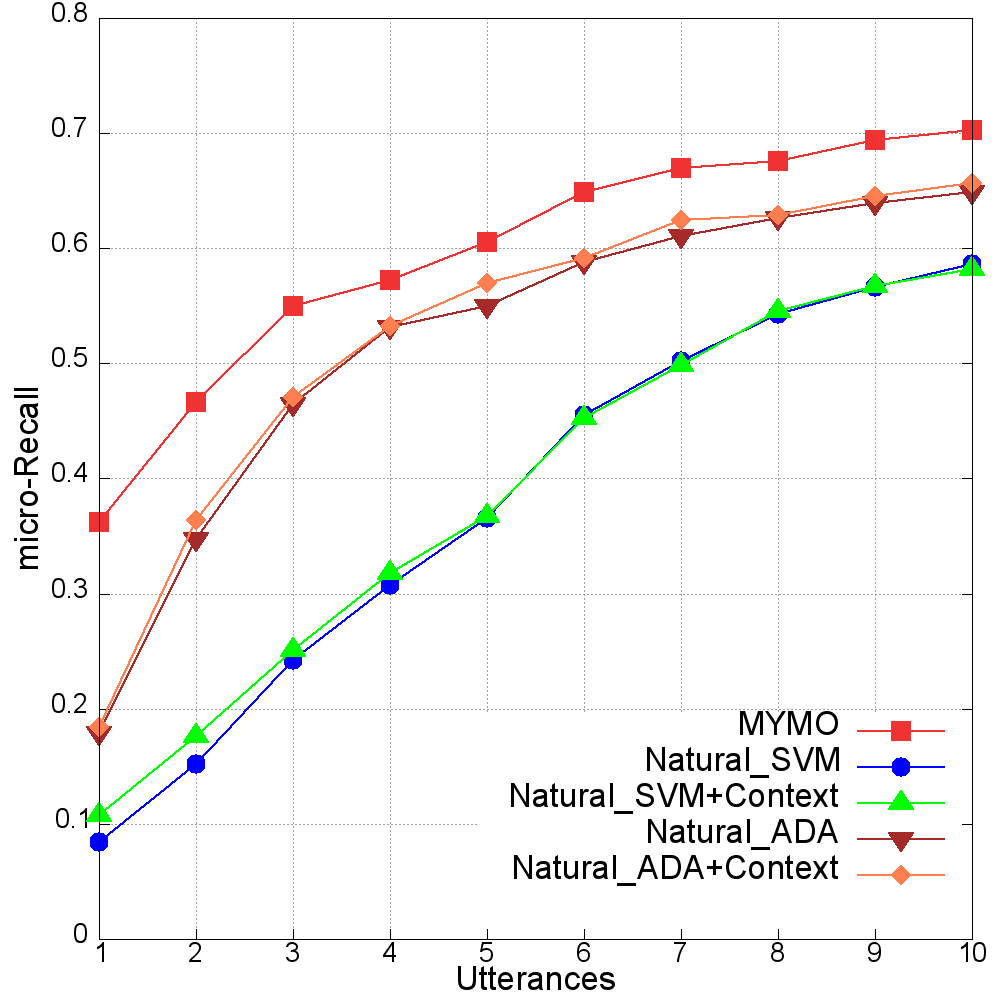 0.8
0.7
0.6
0.5
0.4
0.3
0.2
0.1
0
micro-Recall
MYMO
Natural_SVM
Natural_SVM+Context
Natural_ADA
Natural_ADA+Context
1 2 3 4 5 6 7 8 9 10
Utterances